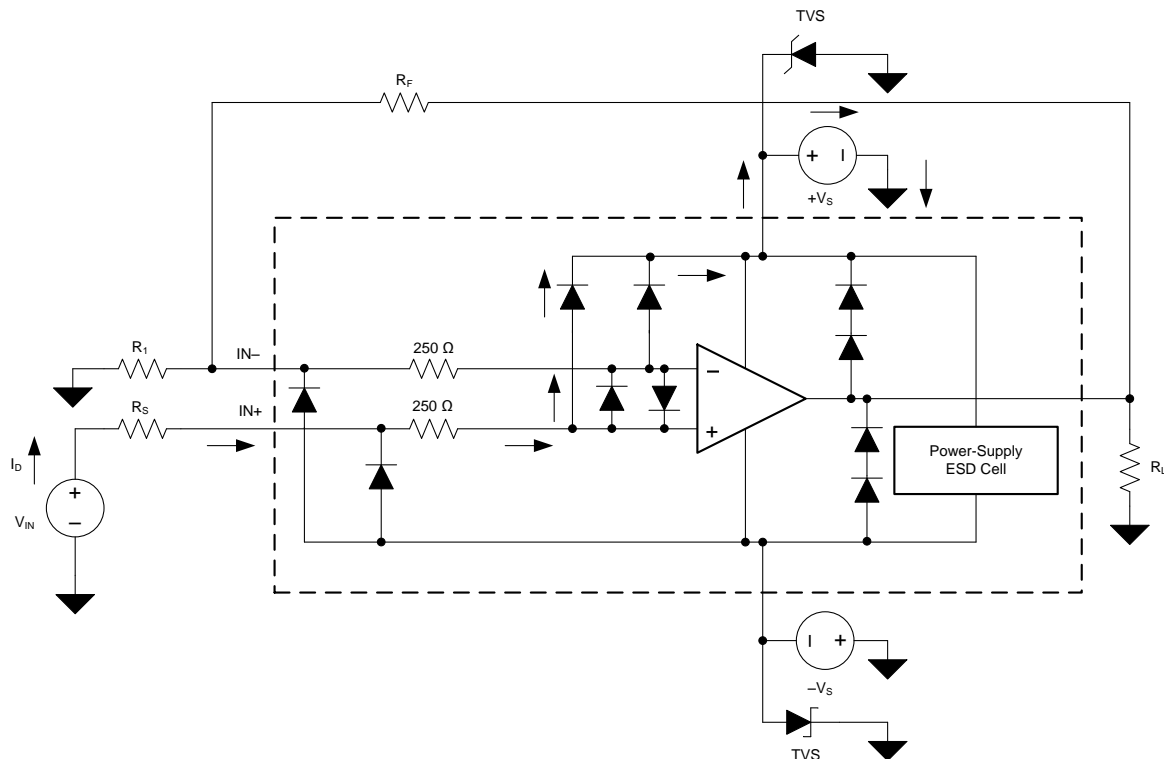 TVS
R_F
+ –
+V_S
R_1
IN–
250 Ω
R_S
IN+
250 Ω
–
+
I_D
+
–
V_IN
Power-Supply
ESD Cell
R_L
– +
–V_S
TVS